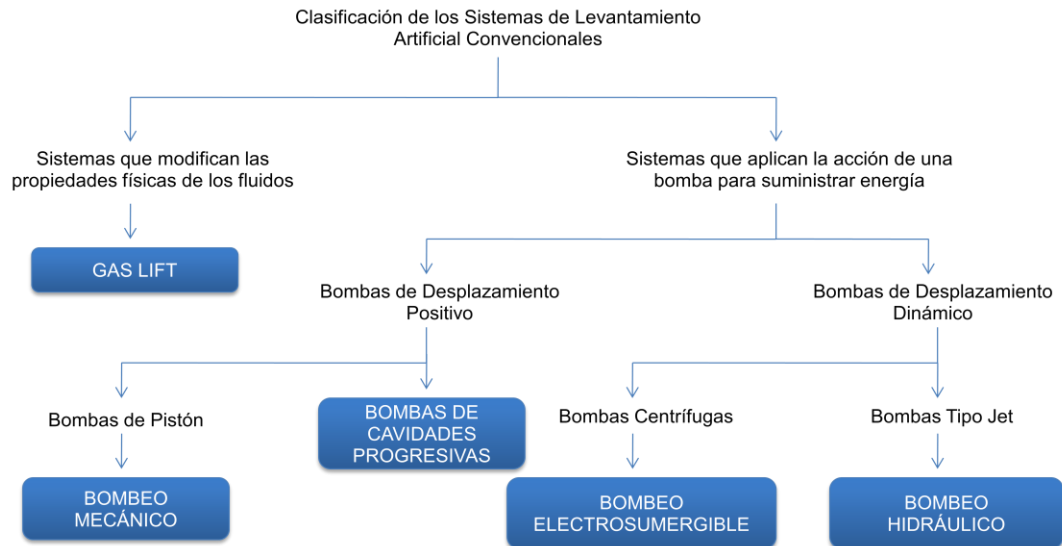 Clasificación de los Sistemas de Levantamiento
Artificial Convencionales
Sistemas que modifican las
propiedades físicas de los fluidos
Sistemas que aplican la acción de una
bomba para suministrar energía
GAS LIFT
Bombas de Desplazamiento
Positivo
Bombas de Desplazamiento
Dinámico
Bombas de Pistón
BOMBAS DE
CAVIDADES
PROGRESIVAS
Bombas Centrífugas
Bombas Tipo Jet
BOMBEO
MECÁNICO
BOMBEO
ELECTROSUMERGIBLE
BOMBEO
HIDRÁULICO